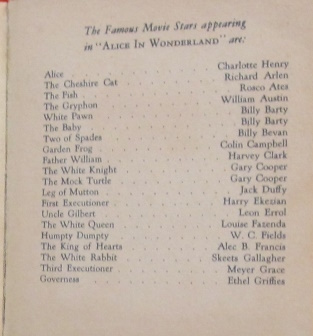 The Famous Movie Stars appearing
in "ALICE IN WONDERLAND" are:
Alice . . . . . . . . . . Charlotte Henry
The Cheshire Cat . . . . . . . . Richard Arlen
The Fish . . . . . . . . . . Rosco Ates
The Gryphon . . . . . . . . . William Austin
White Pawn . . . . . . . . . . Billy Barty
The Baby . . . . . . . . . . Billy Barty
Two of Spades . . . . . . . . . Billy Bevan
Garden Frog . . . . . . . . . Colin Campbell
Father William . . . . . . . . . Harvey Clark
The White Knight . . . . . . . . Gary Cooper
The Mock Turtle . . . . . . . . Gary Cooper
Leg of Mutton . . . . . . . . . Jack Duffy
First Executioner . . . . . . . . Harry Ekezian
Uncle Gilbert . . . . . . . . . Leon Errol
The White Queen . . . . . . . . Louise Fazenda
Humpty Dumpty . . . . . . . . W. C. Fields
The King of Hearts . . . . . . . Alec B. Francis
The White Rabbit . . . . . . . Skeets Gallagher
Third Executioner . . . . . . . . Meyer Grace
Governess . . . . . . . . . Ethel Griffies